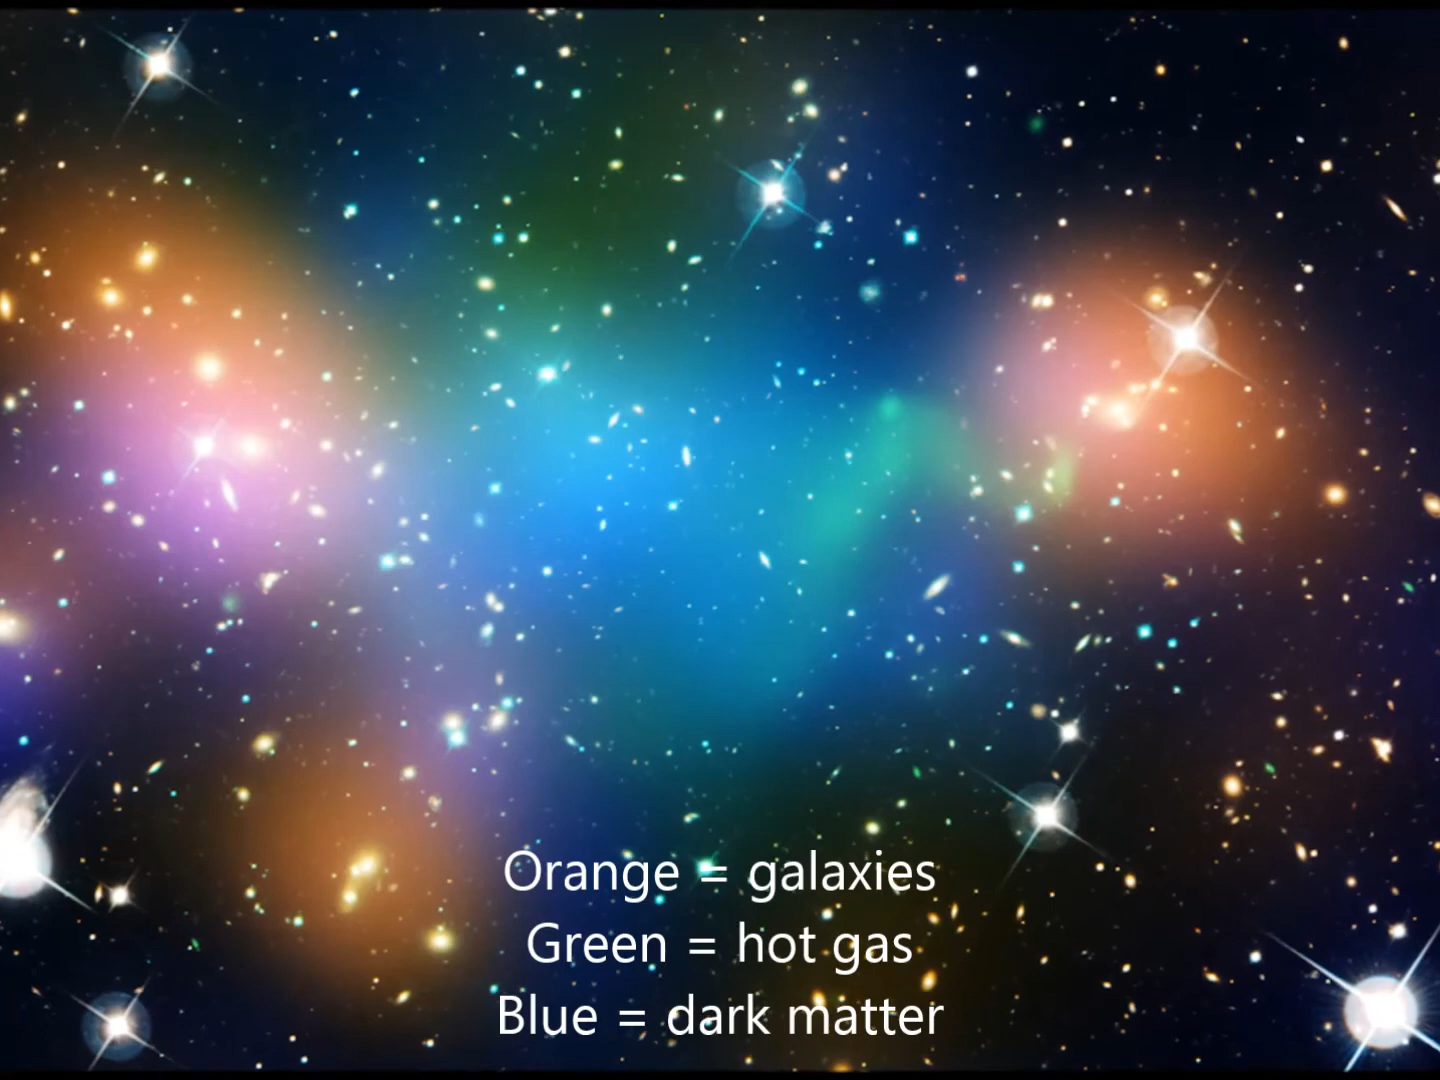 Orange = galaxies
Green = hot gas
Blue = dark matter